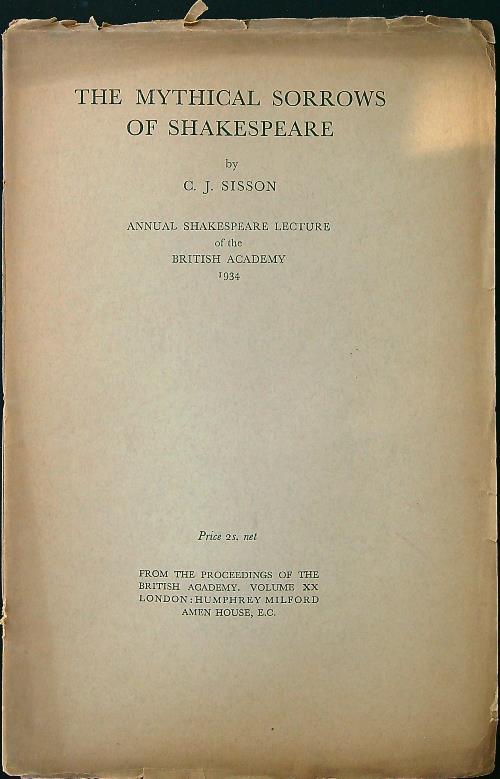 THE MYTHICAL SORROWS
OF SHAKESPEARE
by
C. J. SISSON
ANNUAL SHAKESPEARE LECTURE
of the
BRITISH ACADEMY
1934
Price 2s. net
FROM THE PROCEEDINGS OF THE
BRITISH ACADEMY. VOLUME XX
LONDON: HUMPHREY MILFORD
AMEN HOUSE, E.C.